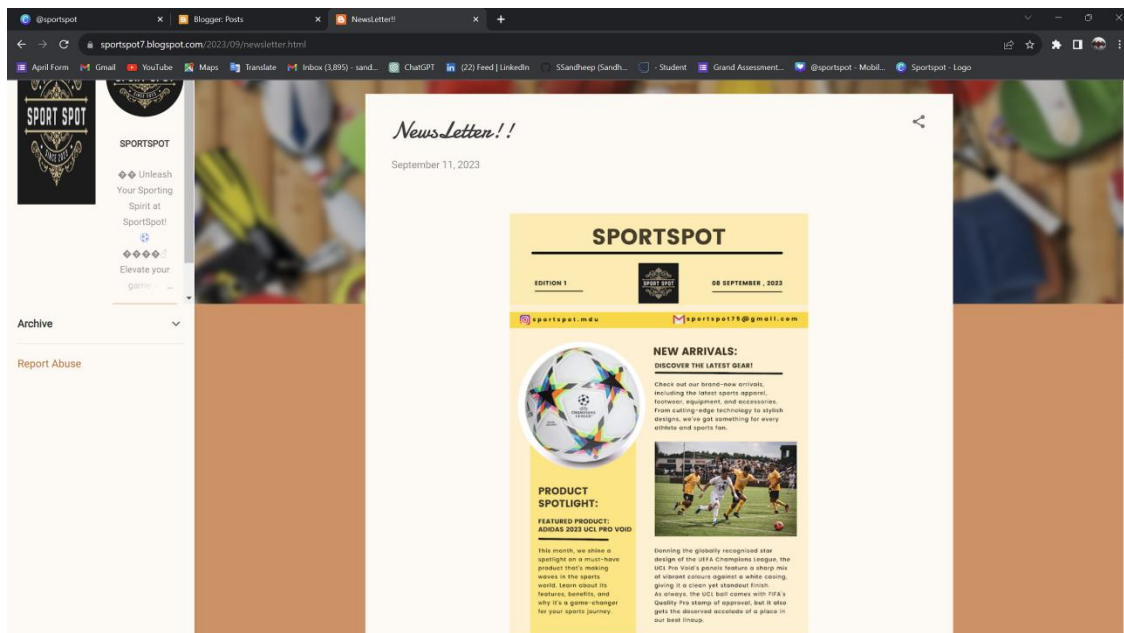 @sportspot
Blogger: Posts
NewsLetter!!
sportspot7.blogspot.com/2023/09/newsletter.html
April Form
Gmail
YouTube
Maps
Translate
Inbox (3,895) - sand...
ChatGPT
(22) Feed | LinkedIn
SSandheep (Sandh...
- Student
Grand Assessment...
@sportspot - Mobil...
Sportspot - Logo
SPORT SPOT
SINCE 2023
SINCE 2023
SPORTSPOT
�� Unleash
Your Sporting
Spirit at
SportSpot!
Elevate your
game
Archive
Report Abuse
NewsLetter!!
September 11, 2023
SPORTSPOT
EDITION 1
SPORT SPOT
08 SEPTEMBER , 2023
sportspot.mdu
sportspot75@gmail.com
NEW ARRIVALS:
DISCOVER THE LATEST GEAR!
Check out our brand-new arrivals,
including the latest sports apparel,
footwear, equipment, and accessories.
From cutting-edge technology to stylish
designs, we've got something for every
athlete and sports fan.
CHAMPIONS
LEAGUE
PRODUCT
SPOTLIGHT:
FEATURED PRODUCT:
ADIDAS 2023 UCL PRO VOID
This month, we shine a
spotlight on a must-have
product that's making
waves in the sports
world. Learn about its
features, benefits, and
why it's a game-changer
for your sports journey.
Donning the globally recognised star
design of the UEFA Champions League, the
UCL Pro Void's panels feature a sharp mix
of vibrant colours against a white casing,
giving it a clean yet standout finish.
As always, the UCL ball comes with FIFA's
Quality Pro stamp of approval, but it also
gets the deserved accolade of a place in
our best lineup.